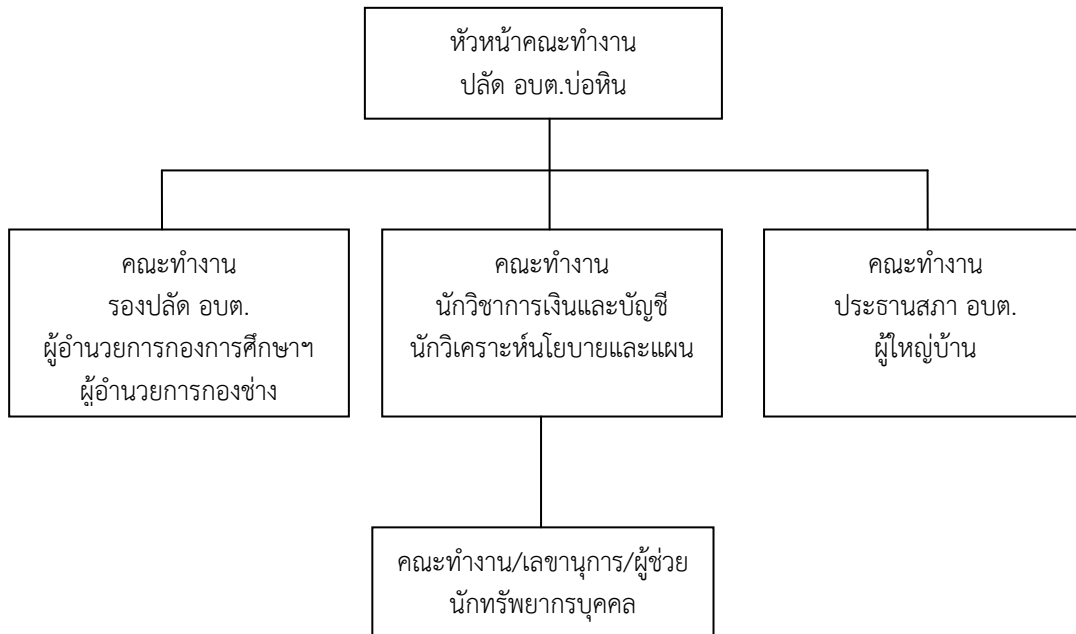 หัวหน้าคณะทำงาน
ปลัด อบต.บ่อหิน
คณะทำงาน
รองปลัด อบต.
ผู้อำนวยการกองการศึกษาฯ
ผู้อำนวยการกองช่าง
คณะทำงาน
นักวิชาการเงินและบัญชี
นักวิเคราะห์นโยบายและแผน
คณะทำงาน
ประธานสภา อบต.
ผู้ใหญ่บ้าน
คณะทำงาน/เลขานุการ/ผู้ช่วย
นักทรัพยากรบุคคล